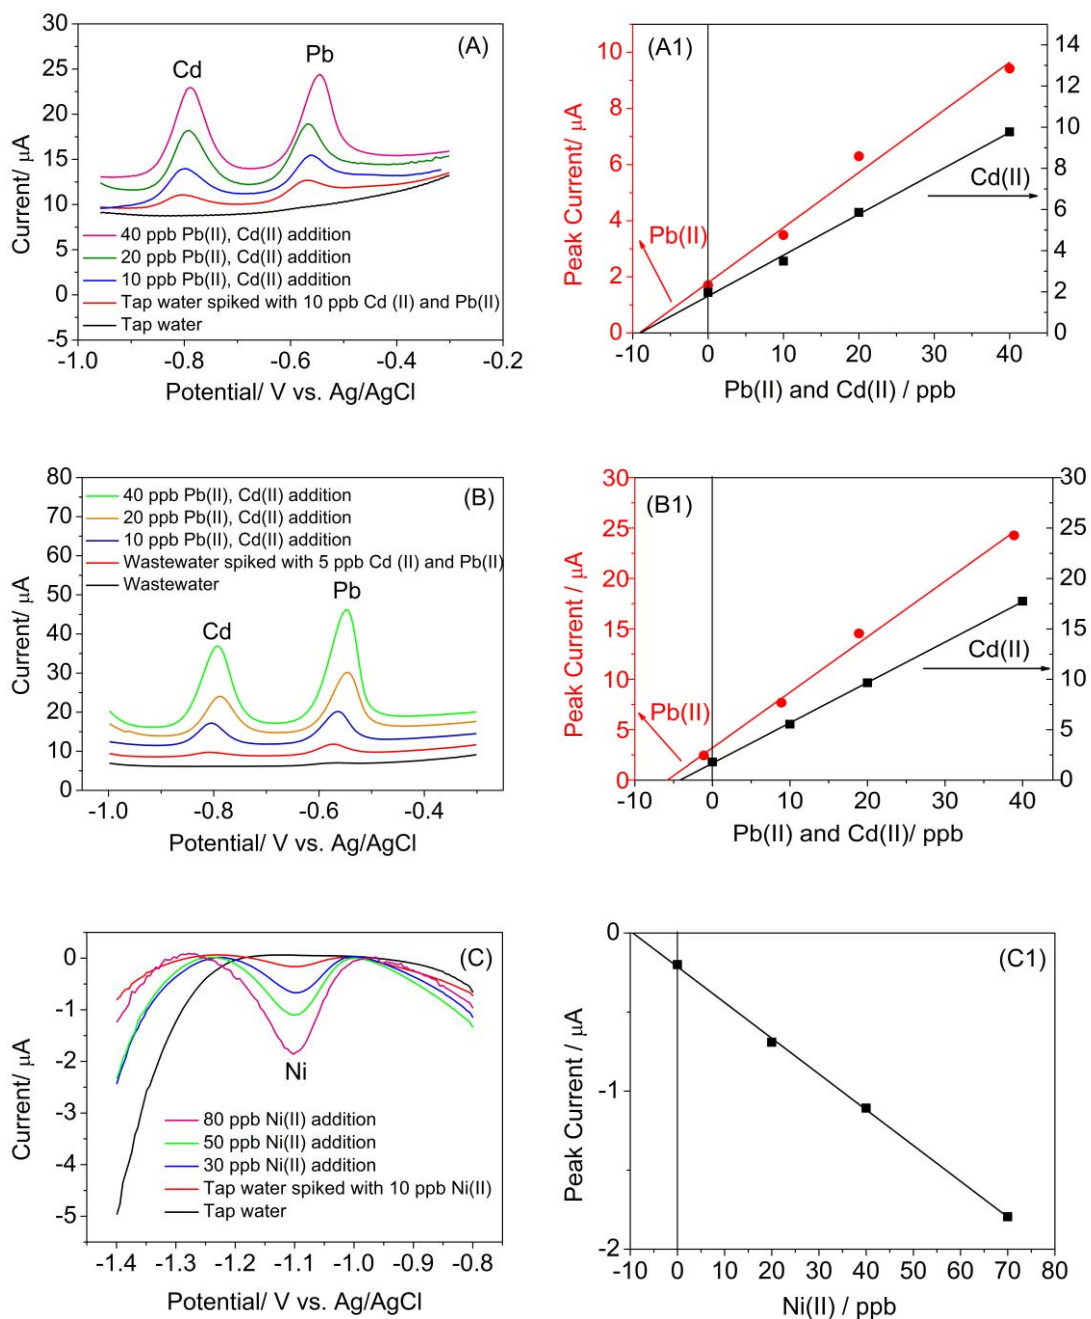 (A)
Cd
Pb
Current/ μA
30
25
20
15
10
5
0
-5
40 ppb Pb(II), Cd(II) addition
20 ppb Pb(II), Cd(II) addition
10 ppb Pb(II), Cd(II) addition
Tap water spiked with 10 ppb Cd (II) and Pb(II)
Tap water
-1.0 -0.8 -0.6 -0.4 -0.2
Potential/ V vs. Ag/AgCl
(A1)
Peak Current/ μA
10
8
6
4
2
0
14
12
10
8
6
4
2
0
Cd(II)
Pb(II)
-10 0 10 20 30 40
Pb(II) and Cd(II) / ppb
(B)
Current/ μA
80
70
60
50
40
30
20
10
0
40 ppb Pb(II), Cd(II) addition
20 ppb Pb(II), Cd(II) addition
10 ppb Pb(II), Cd(II) addition
Wastewater spiked with 5 ppb Cd (II) and Pb(II)
Wastewater
Pb
Cd
-1.0 -0.8 -0.6 -0.4
Potential/ V vs. Ag/AgCl
(B1)
Peak Current / μA
30
25
20
15
10
5
0
30
25
20
15
10
5
0
Cd(II)
Pb(II)
-10 0 10 20 30 40
Pb(II) and Cd(II)/ ppb
(C)
Current/ μA
0
-1
-2
-3
-4
-5
Ni
80 ppb Ni(II) addition
50 ppb Ni(II) addition
30 ppb Ni(II) addition
Tap water spiked with 10 ppb Ni(II)
Tap water
-1.4 -1.3 -1.2 -1.1 -1.0 -0.9 -0.8
Potential/ V vs. Ag/AgCl
(C1)
Peak Current / μA
0
-1
-2
-10 0 10 20 30 40 50 60 70 80
Ni(II) / ppb